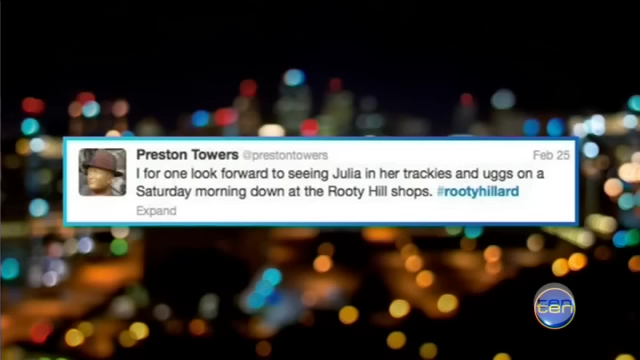 Preston Towers @prestontowers Feb 25
I for one look forward to seeing Julia in her trackies and uggs on a
Saturday morning down at the Rooty Hill shops. #rootyhillard
Expand
ten